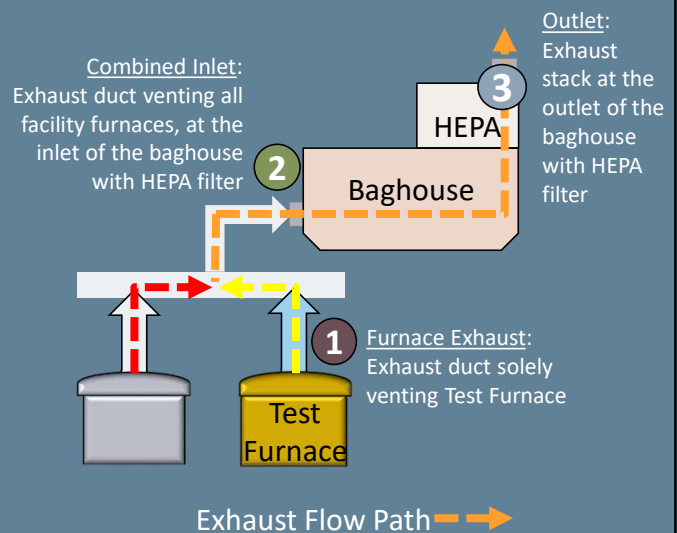 Combined Inlet:
Exhaust duct venting all
facility furnaces, at the
inlet of the baghouse
with HEPA filter
2
Outlet:
Exhaust
stack at the
outlet of the
baghouse
with HEPA
filter
3
HEPA
Baghouse
1
Furnace Exhaust:
Exhaust duct solely
venting Test Furnace
Test
Furnace
Exhaust Flow Path